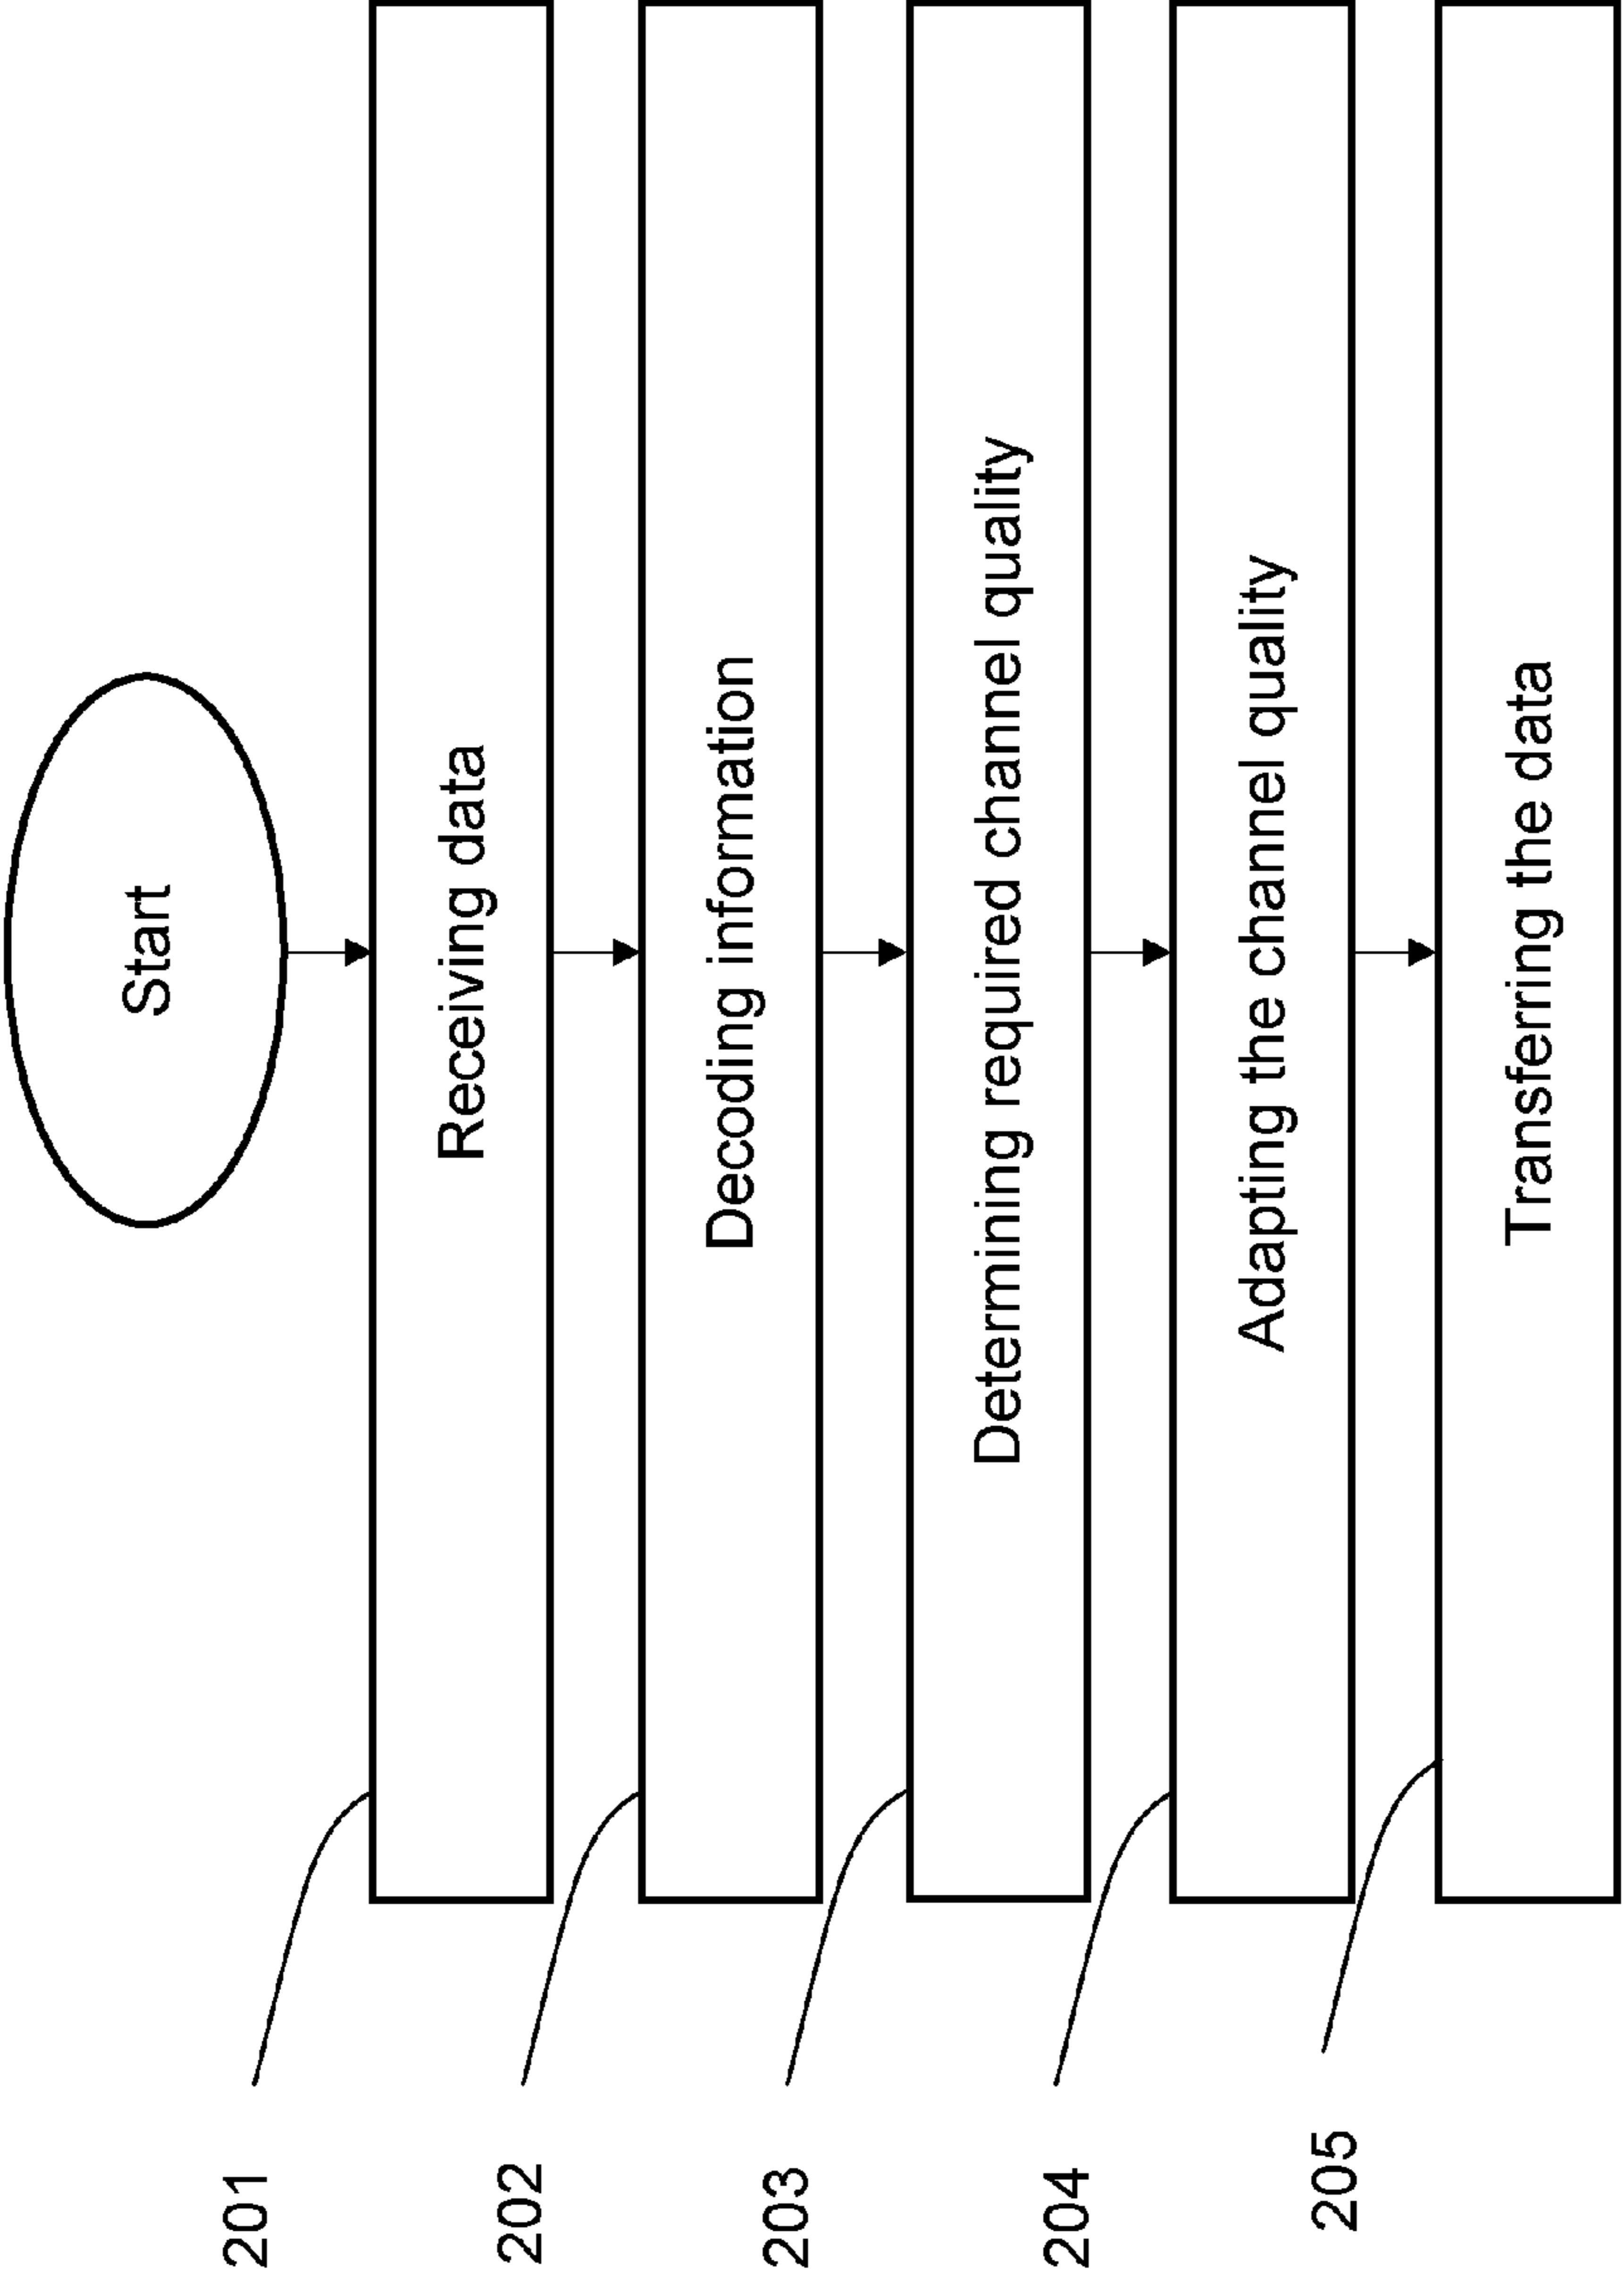 Start
201
Receiving data
202
Decoding information
203
Determining required channel quality
204
Adapting the channel quality
205
Transferring the data